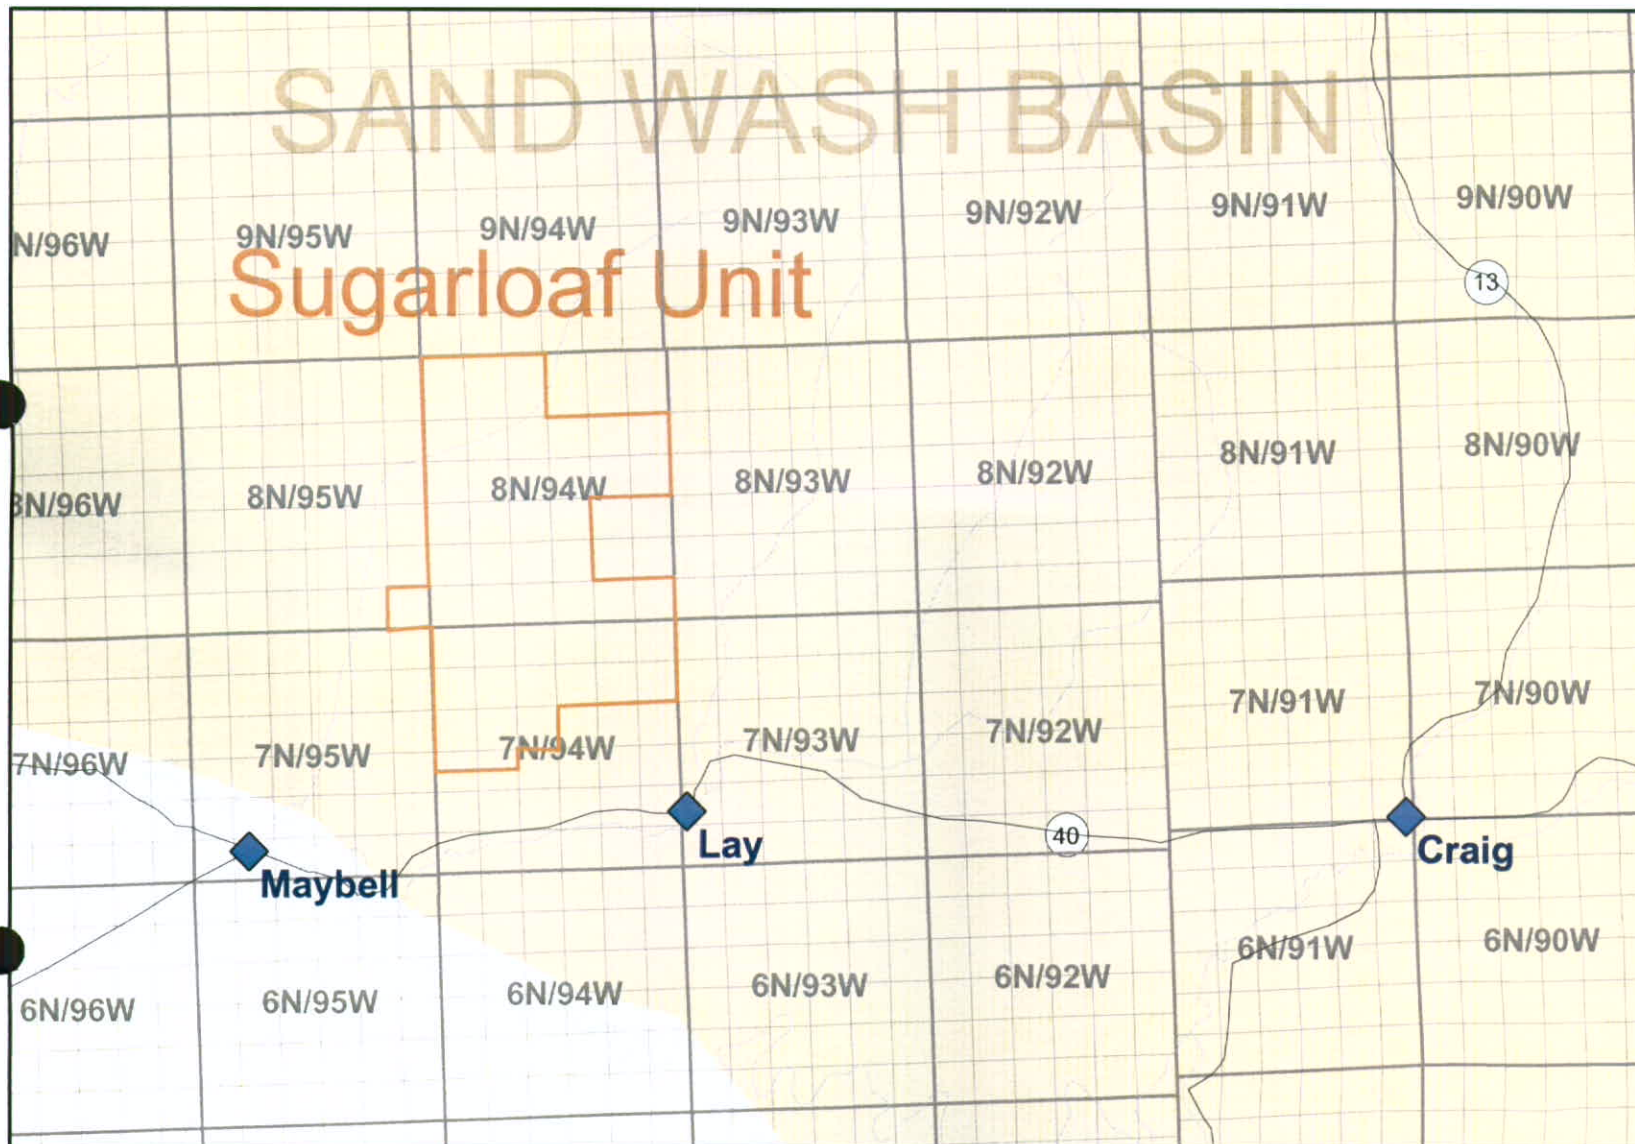 SAND WASH BASIN
N/96W 9N/95W 9N/94W 9N/93W 9N/92W 9N/91W 9N/90W
Sugarloaf Unit
13
8N/96W 8N/95W 8N/94W 8N/93W 8N/92W 8N/91W 8N/90W
7N/96W 7N/95W 7N/94W 7N/93W 7N/92W 7N/91W 7N/90W
Maybell
Lay
40
Craig
6N/96W 6N/95W 6N/94W 6N/93W 6N/92W 6N/91W 6N/90W